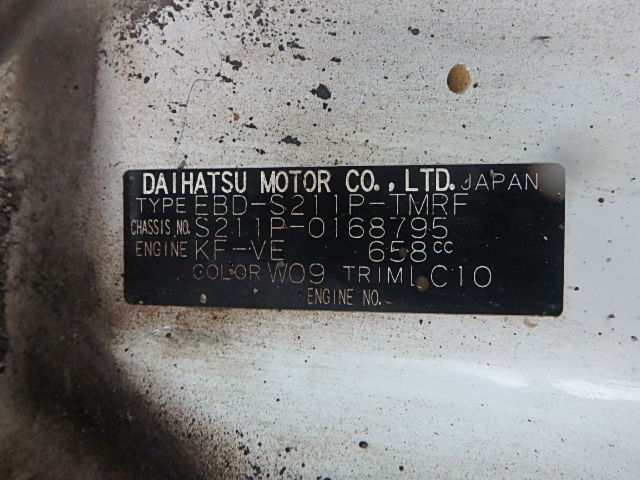 DAIHATSU MOTOR CO., LTD. JAPAN
TYPE EBD-S211P-TMRF
CHASSIS NO. S211P-0168795
ENGINE KF-VE 658cc
COLOR W09 TRIM C10
ENGINE NO.